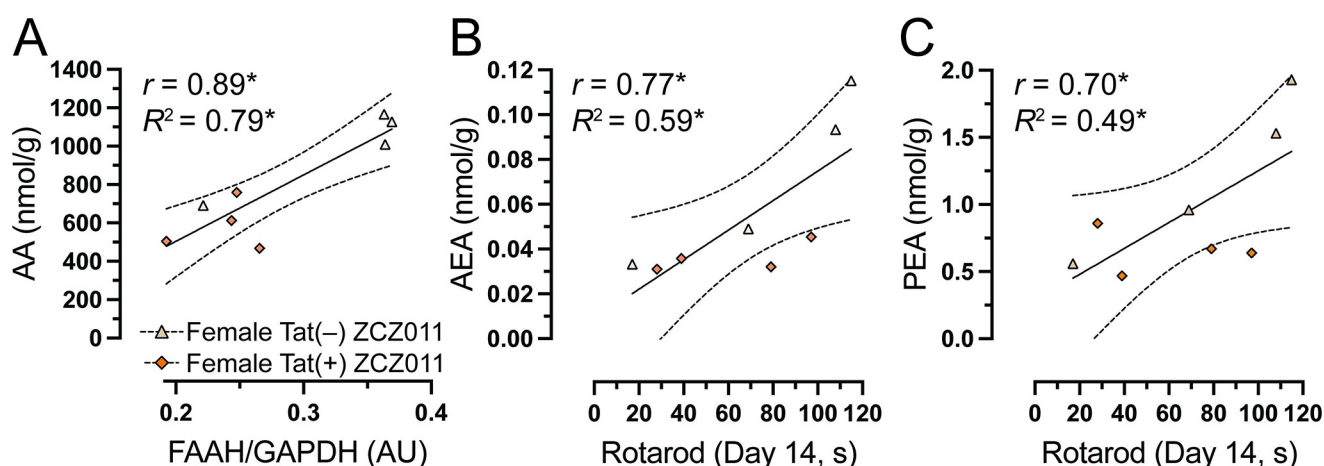 A
B
C
AA (nmol/g)
1400
1200
1000
800
600
400
200
0
r = 0.89*
R² = 0.79*
Female Tat(–) ZCZ011
Female Tat(+) ZCZ011
0.2 0.3 0.4
FAAH/GAPDH (AU)
AEA (nmol/g)
0.12
0.10
0.08
0.06
0.04
0.02
0.00
r = 0.77*
R² = 0.59*
0 20 40 60 80 100 120
Rotarod (Day 14, s)
PEA (nmol/g)
2.0
1.5
1.0
0.5
0.0
r = 0.70*
R² = 0.49*
0 20 40 60 80 100 120
Rotarod (Day 14, s)